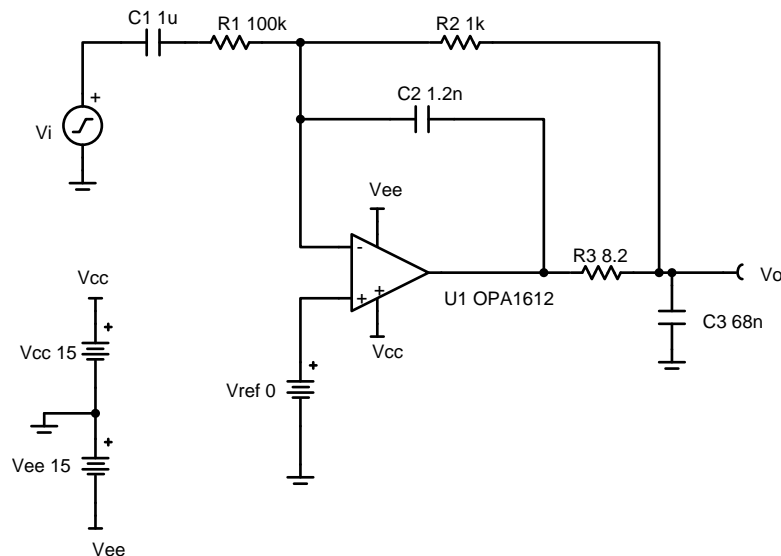 C1 1u
R1 100k
R2 1k
+
Vi
C2 1.2n
Vee
-
+
+
U1 OPA1612
R3 8.2
Vo
Vcc
C3 68n
Vcc
+
Vcc 15
+
Vref 0
+
Vee 15
Vee